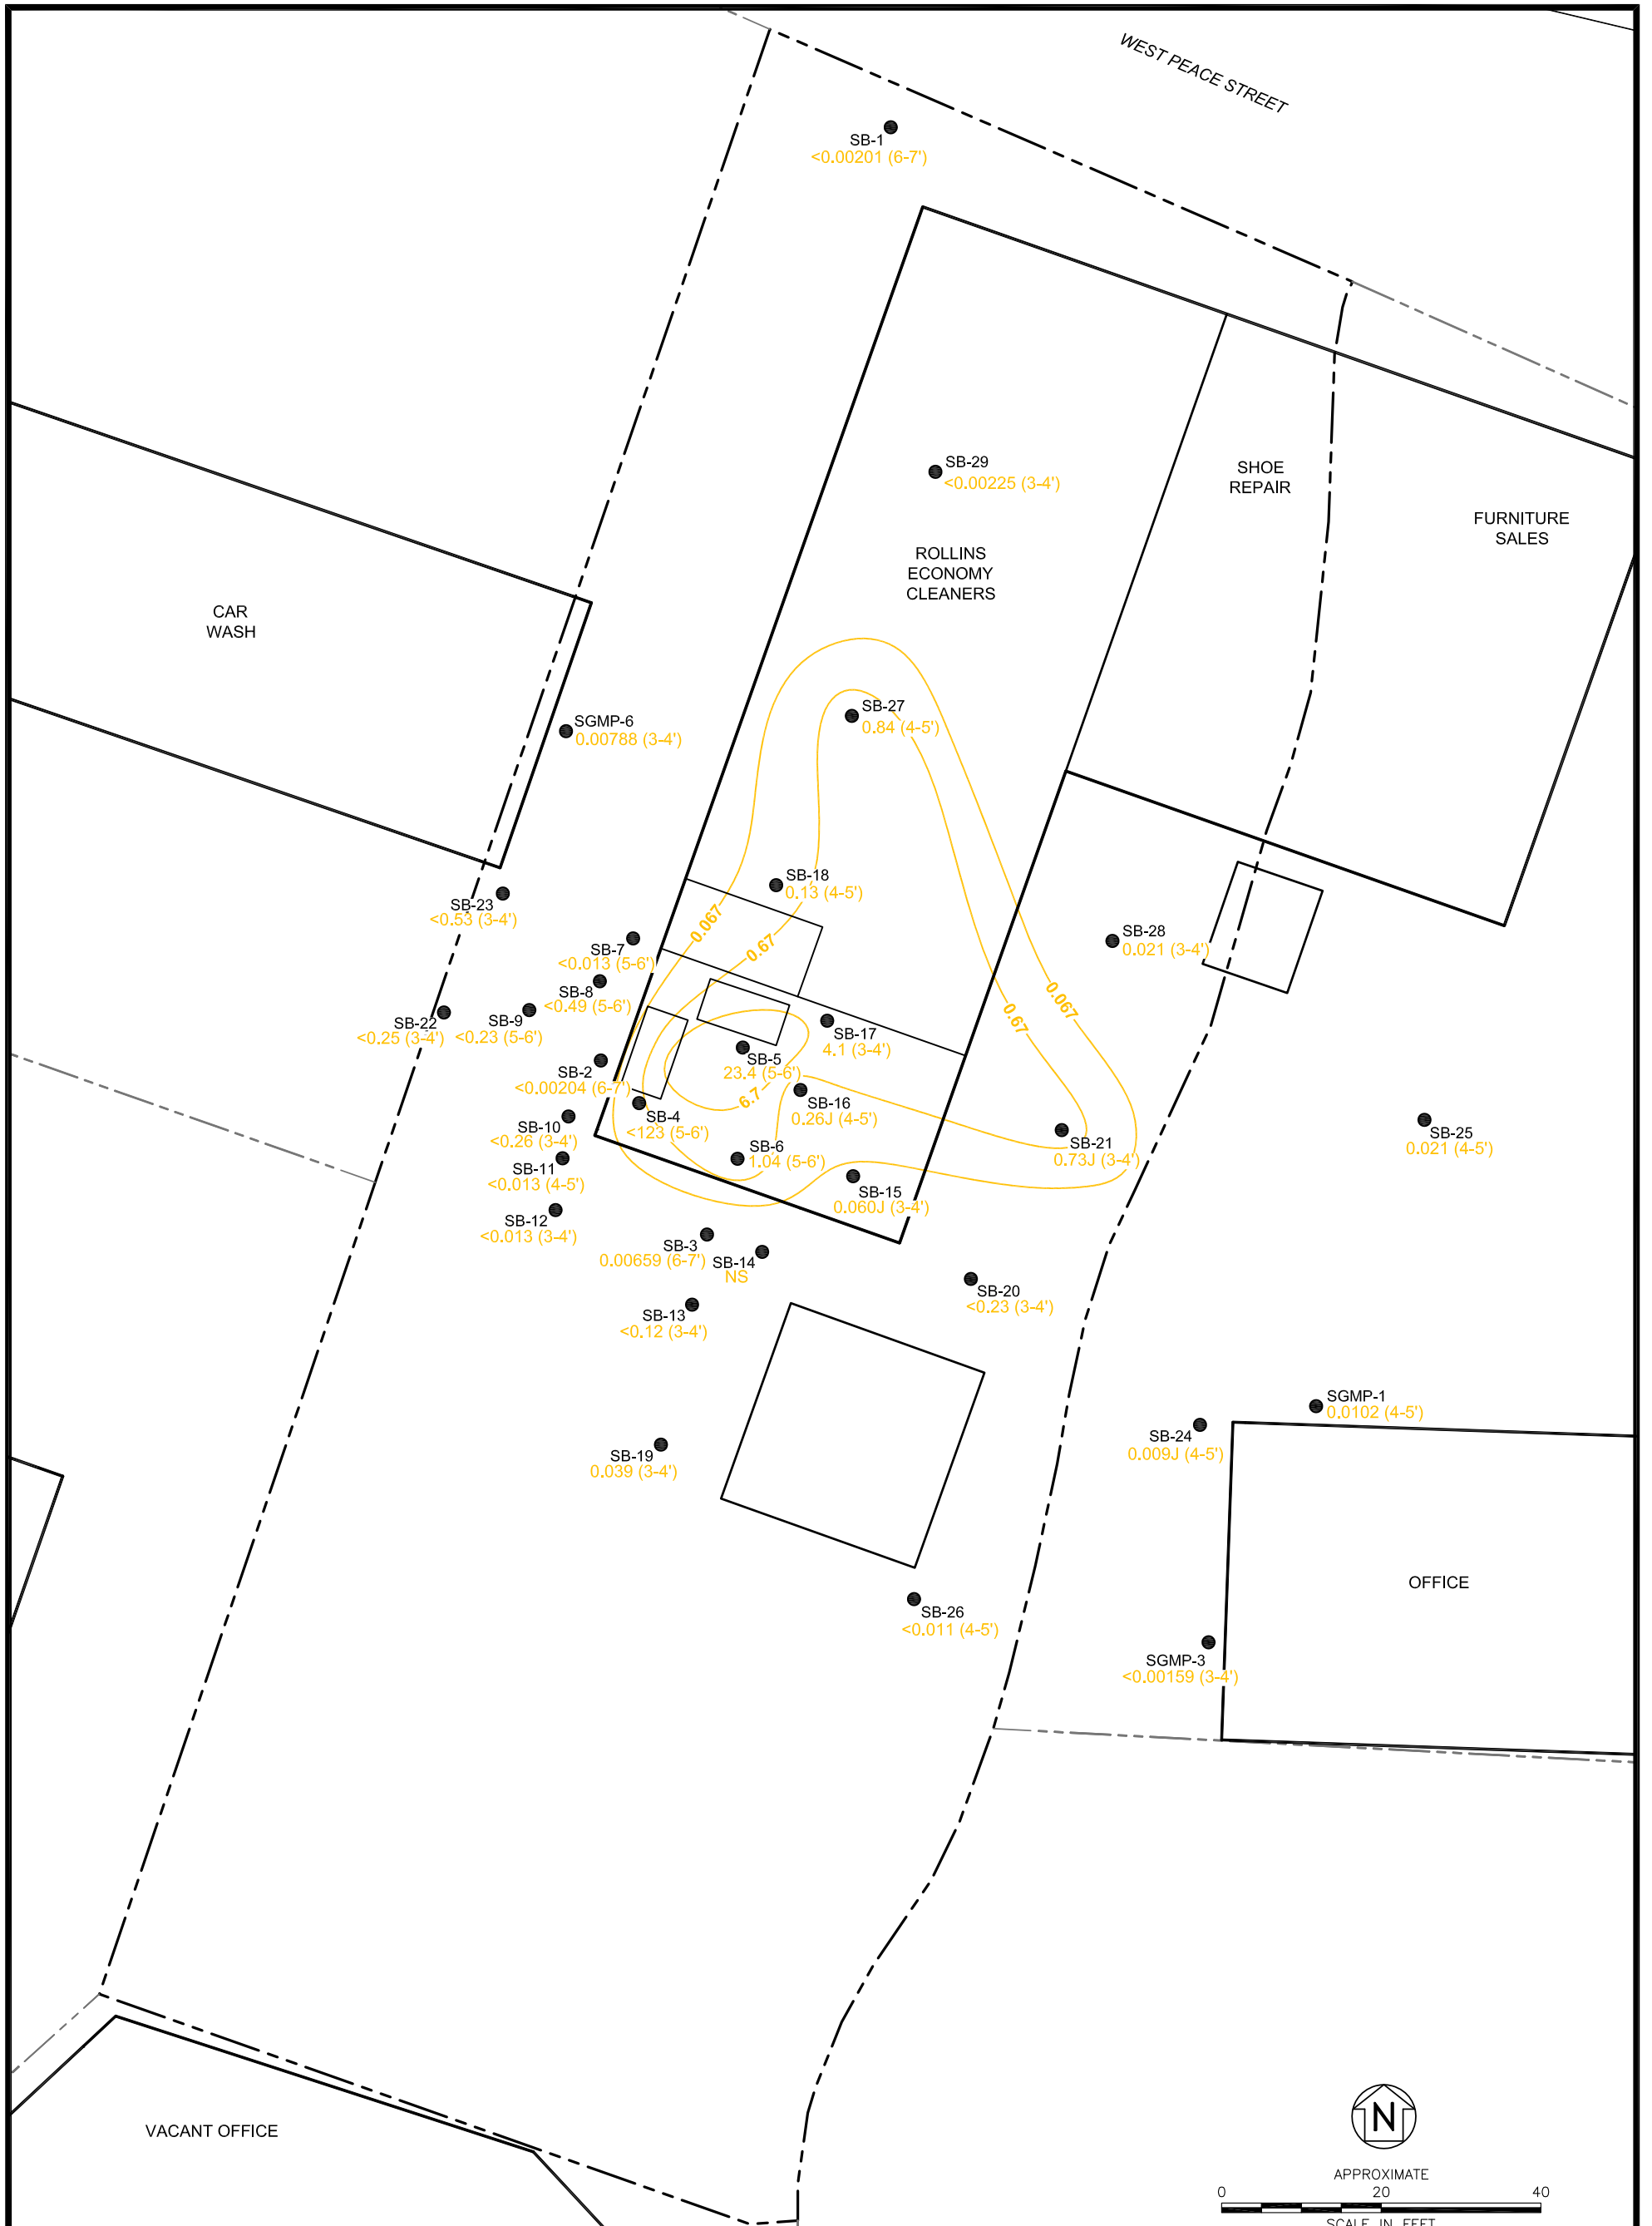 WEST PEACE STREET
SB-1
<0.00201 (6-7')
SB-29
<0.00225 (3-4')
SHOE
REPAIR
FURNITURE
SALES
ROLLINS
ECONOMY
CLEANERS
CAR
WASH
SGMP-6
0.00788 (3-4')
SB-27
0.84 (4-5')
SB-18
0.13 (4-5')
SB-23
<0.53 (3-4')
0.067
0.67
SB-28
0.021 (3-4')
SB-7
<0.013 (5-6')
SB-8
<0.49 (5-6')
SB-9
<0.23 (5-6')
SB-22
<0.25 (3-4')
0.067
0.67
SB-17
4.1 (3-4')
SB-5
23.4 (5-6')
SB-2
<0.00204 (6-7')
6.7
SB-16
0.26J (4-5')
SB-4
<123 (5-6')
SB-10
<0.26 (3-4')
SB-6
1.04 (5-6')
SB-21
0.73J (3-4')
SB-25
0.021 (4-5')
SB-11
<0.013 (4-5')
SB-15
0.060J (3-4')
SB-12
<0.013 (3-4')
SB-3
0.00659 (6-7')
SB-14
NS
SB-20
<0.23 (3-4')
SB-13
<0.12 (3-4')
SGMP-1
0.0102 (4-5')
SB-24
0.009J (4-5')
SB-19
0.039 (3-4')
OFFICE
SB-26
<0.011 (4-5')
SGMP-3
<0.00159 (3-4')
VACANT OFFICE
N
APPROXIMATE
0 20 40
SCALE IN FEET